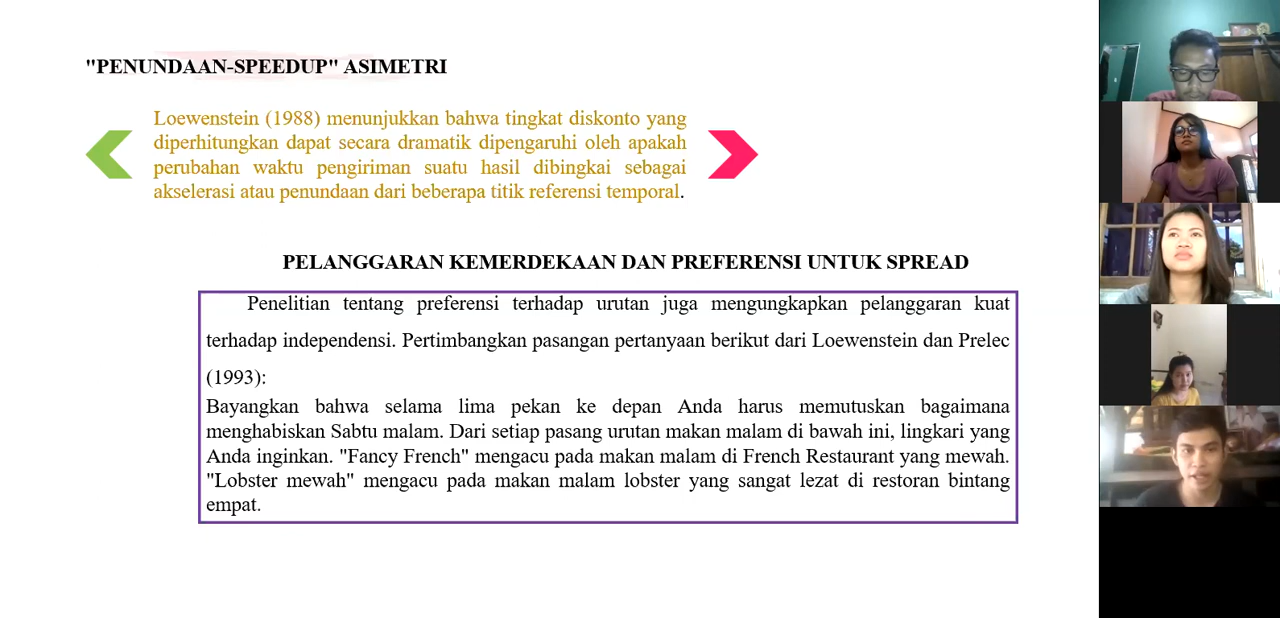 "PENUNDAAN-SPEEDUP" ASIMETRI
Loewenstein (1988) menunjukkan bahwa tingkat diskonto yang
diperhitungkan dapat secara dramatik dipengaruhi oleh apakah
perubahan waktu pengiriman suatu hasil dibingkai sebagai
akselerasi atau penundaan dari beberapa titik referensi temporal.
PELANGGARAN KEMERDEKAAN DAN PREFERENSI UNTUK SPREAD
Penelitian tentang preferensi terhadap urutan juga mengungkapkan pelanggaran kuat
terhadap independensi. Pertimbangkan pasangan pertanyaan berikut dari Loewenstein dan Prelec
(1993):
Bayangkan bahwa selama lima pekan ke depan Anda harus memutuskan bagaimana
menghabiskan Sabtu malam. Dari setiap pasang urutan makan malam di bawah ini, lingkari yang
Anda inginkan. "Fancy French" mengacu pada makan malam di French Restaurant yang mewah.
"Lobster mewah" mengacu pada makan malam lobster yang sangat lezat di restoran bintang
empat.